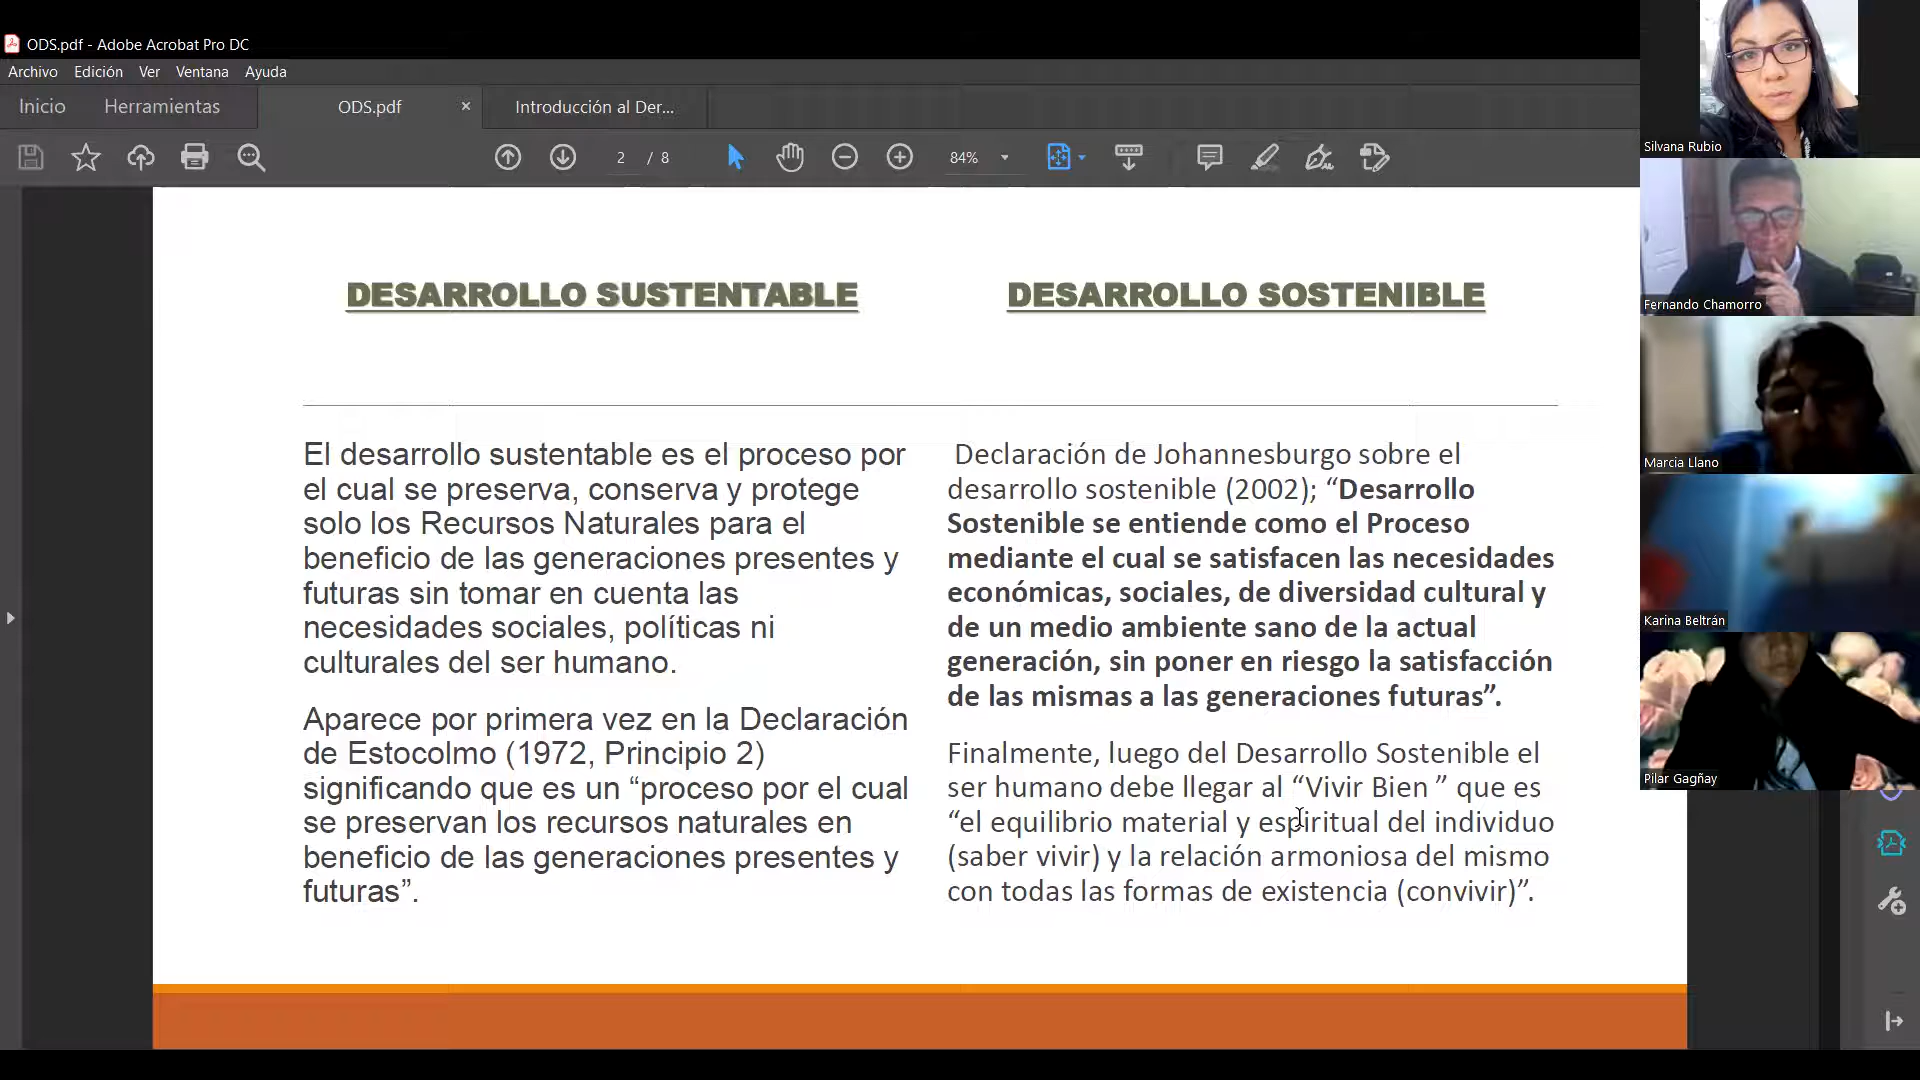 ODS.pdf - Adobe Acrobat Pro DC
Archivo Edición Ver Ventana Ayuda
Inicio Herramientas ODS.pdf Introducción al Der...
2 / 8 84%
DESARROLLO SUSTENTABLE
El desarrollo sustentable es el proceso por
el cual se preserva, conserva y protege
solo los Recursos Naturales para el
beneficio de las generaciones presentes y
futuras sin tomar en cuenta las
necesidades sociales, políticas ni
culturales del ser humano.
Aparece por primera vez en la Declaración
de Estocolmo (1972, Principio 2)
significando que es un “proceso por el cual
se preservan los recursos naturales en
beneficio de las generaciones presentes y
futuras”.
DESARROLLO SOSTENIBLE
Declaración de Johannesburgo sobre el
desarrollo sostenible (2002); “Desarrollo
Sostenible se entiende como el Proceso
mediante el cual se satisfacen las necesidades
económicas, sociales, de diversidad cultural y
de un medio ambiente sano de la actual
generación, sin poner en riesgo la satisfacción
de las mismas a las generaciones futuras”.
Finalmente, luego del Desarrollo Sostenible el
ser humano debe llegar al “Vivir Bien ” que es
“el equilibrio material y espiritual del individuo
(saber vivir) y la relación armoniosa del mismo
con todas las formas de existencia (convivir)”.
Silvana Rubio
Fernando Chamorro
Marcia Llano
Karina Beltrán
Pilar Gagñay